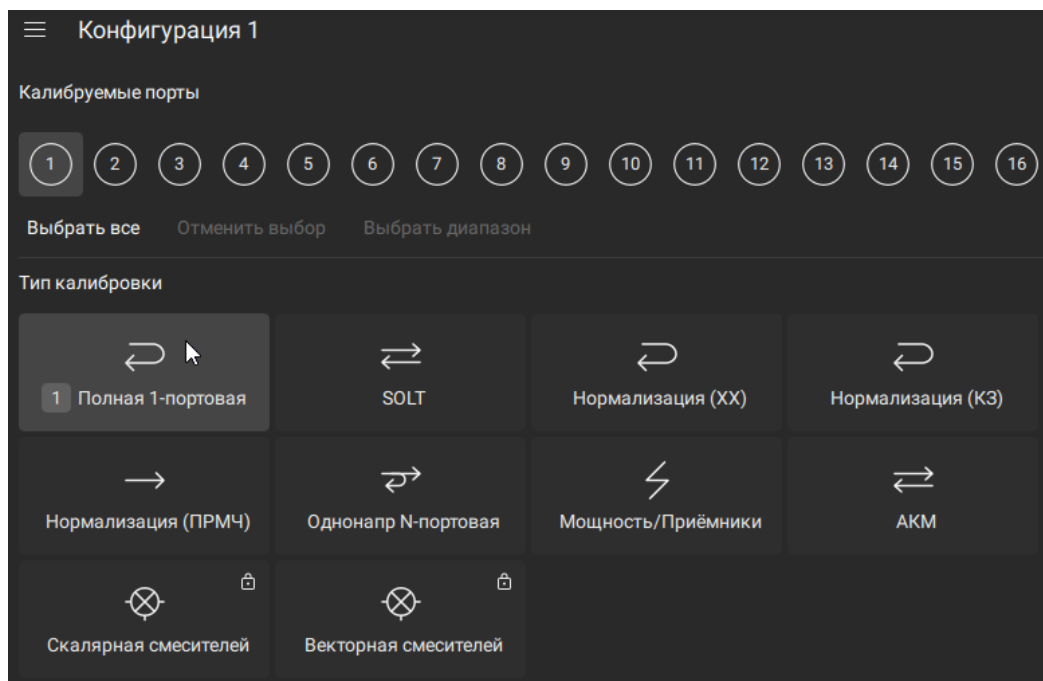 Конфигурация 1
Калибруемые порты
1 2 3 4 5 6 7 8 9 10 11 12 13 14 15 16
Выбрать все Отменить выбор Выбрать диапазон
Тип калибровки
1 Полная 1-портовая SOLT Нормализация (ХХ) Нормализация (КЗ)
Нормализация (ПРМЧ) Однонапр N-портовая Мощность/Приёмники АКМ
Скалярная смесителей Векторная смесителей